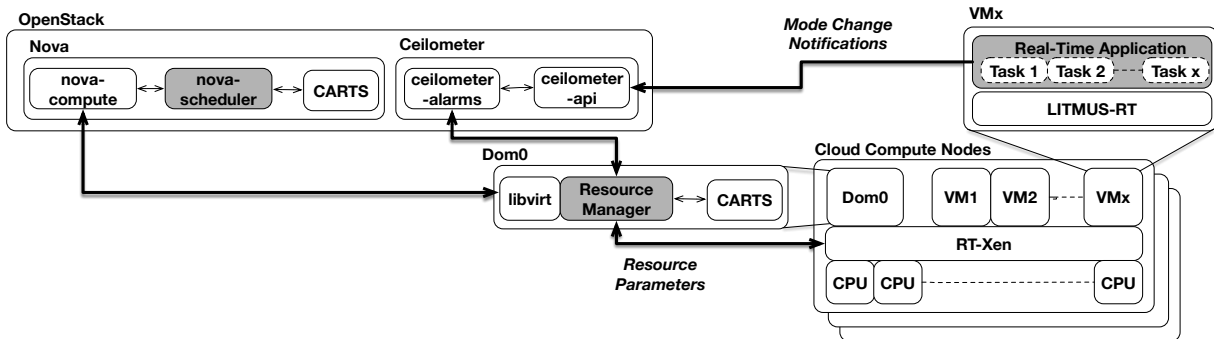 OpenStack
Nova
nova-
compute
nova-
scheduler
CARTS
Ceilometer
ceilometer
-alarms
ceilometer
-api
Mode Change
Notifications
VMx
Real-Time Application
Task 1 Task 2 Task x
LITMUS-RT
Dom0
libvirt
Resource
Manager
CARTS
Resource
Parameters
Cloud Compute Nodes
Dom0 VM1 VM2 VMx
RT-Xen
CPU CPU CPU